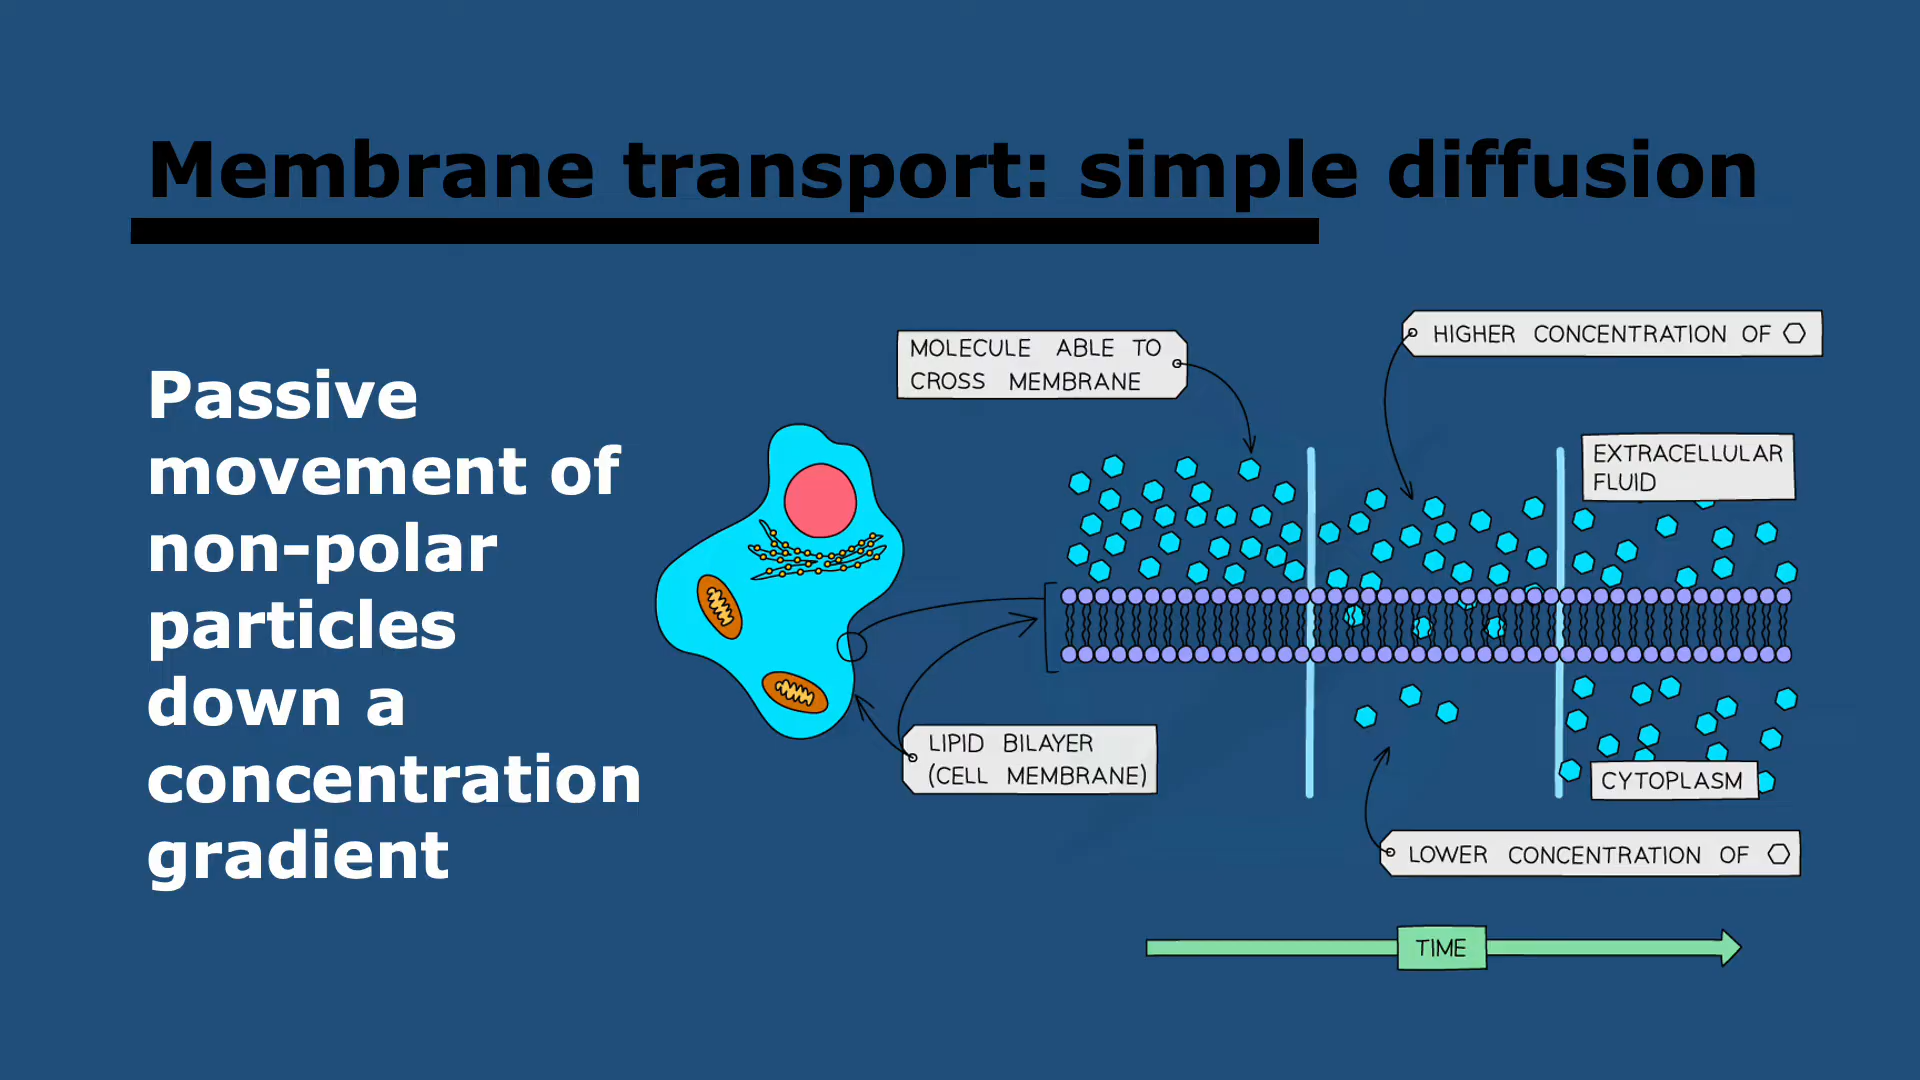 Membrane transport: simple diffusion
Passive
movement of
non-polar
particles
down a
concentration
gradient
MOLECULE ABLE TO
CROSS MEMBRANE
HIGHER CONCENTRATION OF
EXTRACELLULAR
FLUID
LIPID BILAYER
(CELL MEMBRANE)
CYTOPLASM
LOWER CONCENTRATION OF
TIME